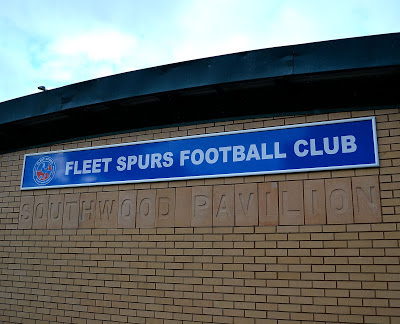 FLEET SPURS FOOTBALL CLUB
SOUTHWOOD PAVILION